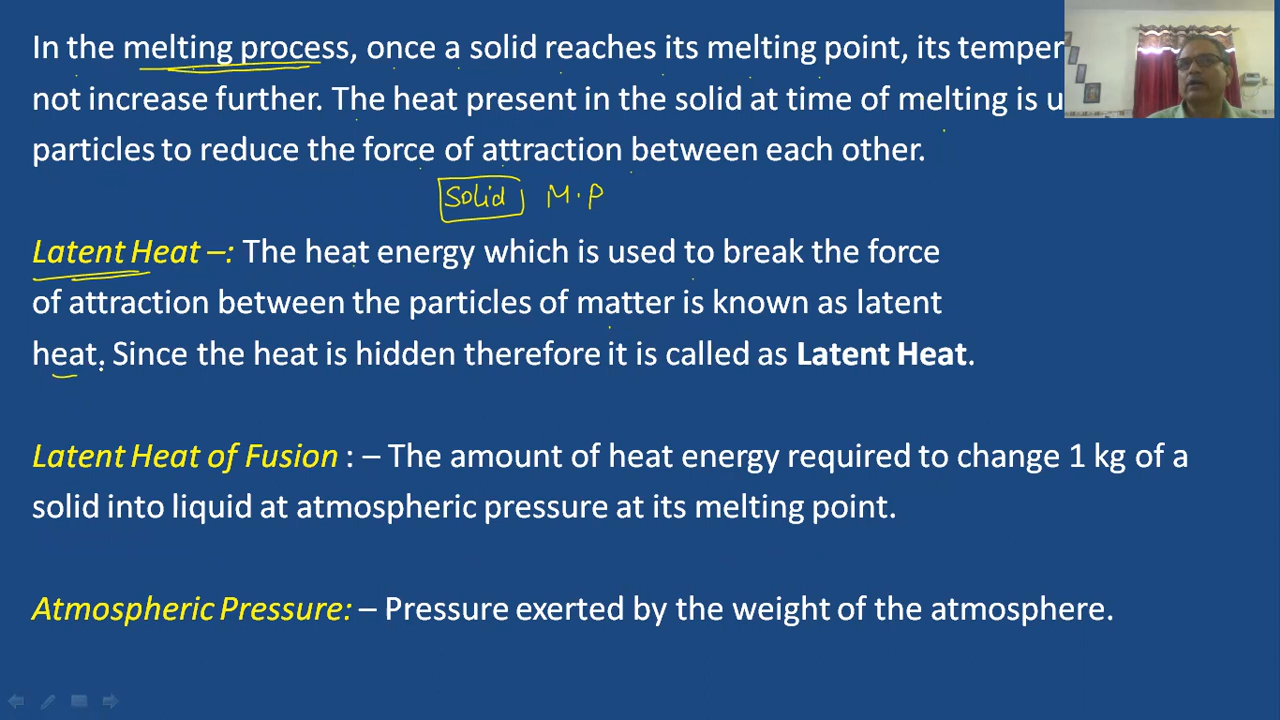 In the melting process, once a solid reaches its melting point, its temper
not increase further. The heat present in the solid at time of melting is u
particles to reduce the force of attraction between each other.
Solid M.P
Latent Heat –: The heat energy which is used to break the force
of attraction between the particles of matter is known as latent
heat. Since the heat is hidden therefore it is called as Latent Heat.
Latent Heat of Fusion : – The amount of heat energy required to change 1 kg of a
solid into liquid at atmospheric pressure at its melting point.
Atmospheric Pressure: – Pressure exerted by the weight of the atmosphere.